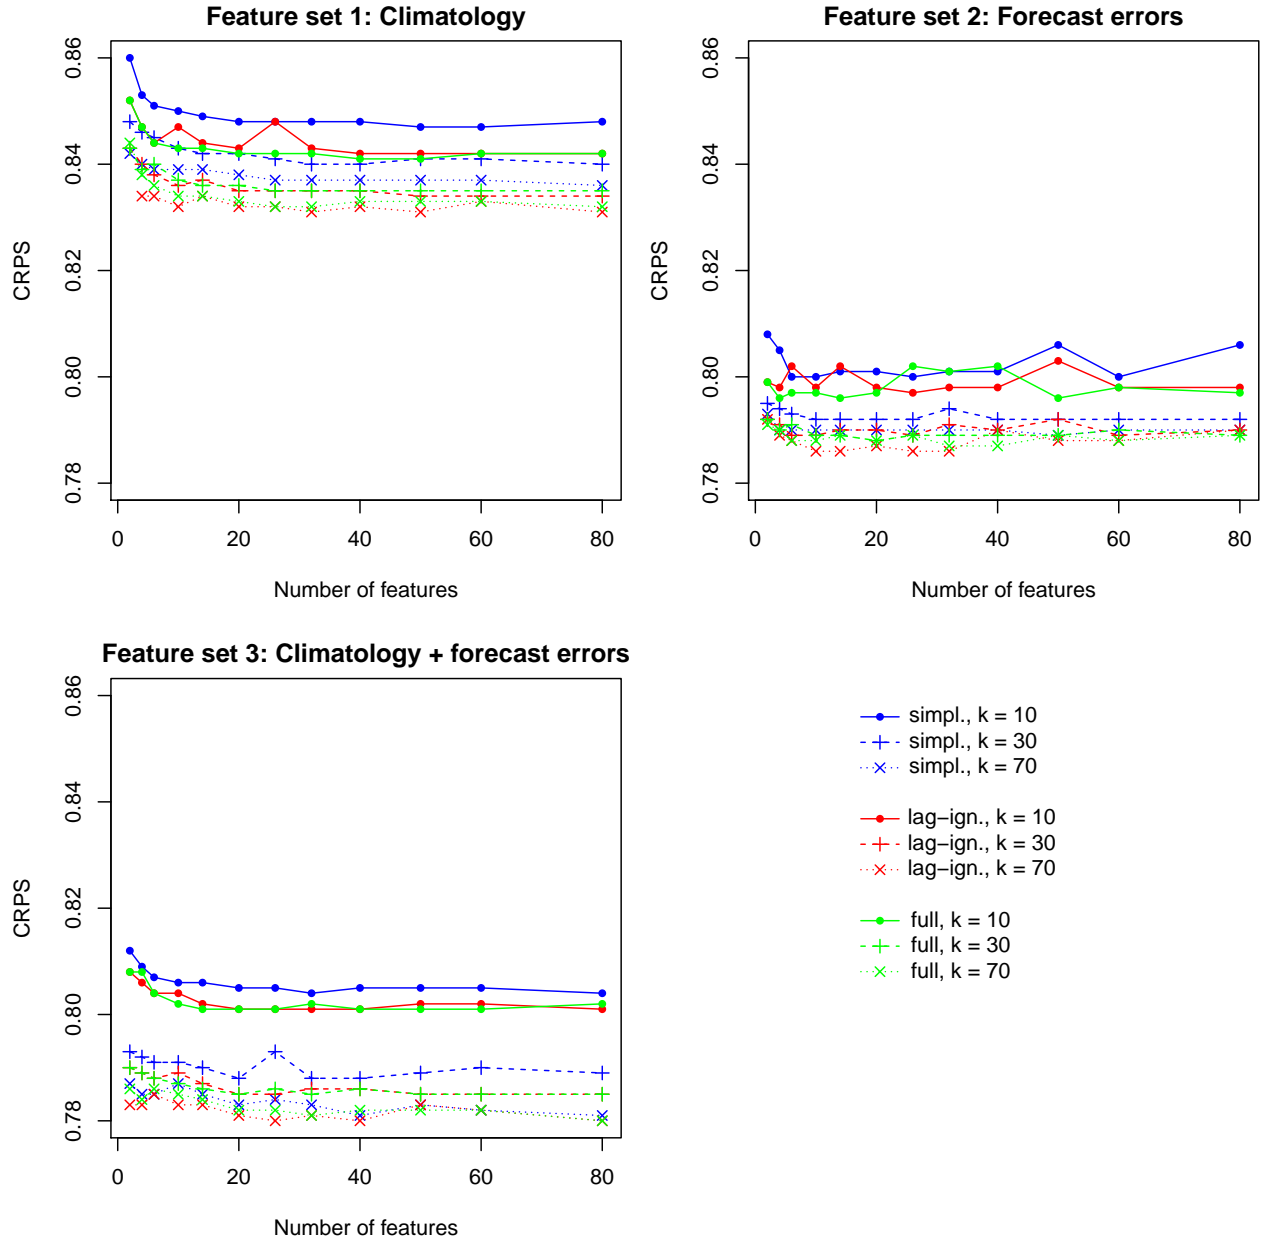 Feature set 1: Climatology
CRPS
0.86
0.84
0.82
0.80
0.78
0 20 40 60 80
Number of features
Feature set 2: Forecast errors
CRPS
0.86
0.84
0.82
0.80
0.78
0 20 40 60 80
Number of features
Feature set 3: Climatology + forecast errors
CRPS
0.86
0.84
0.82
0.80
0.78
0 20 40 60 80
Number of features
simpl., k = 10
simpl., k = 30
simpl., k = 70
lag−ign., k = 10
lag−ign., k = 30
lag−ign., k = 70
full, k = 10
full, k = 30
full, k = 70